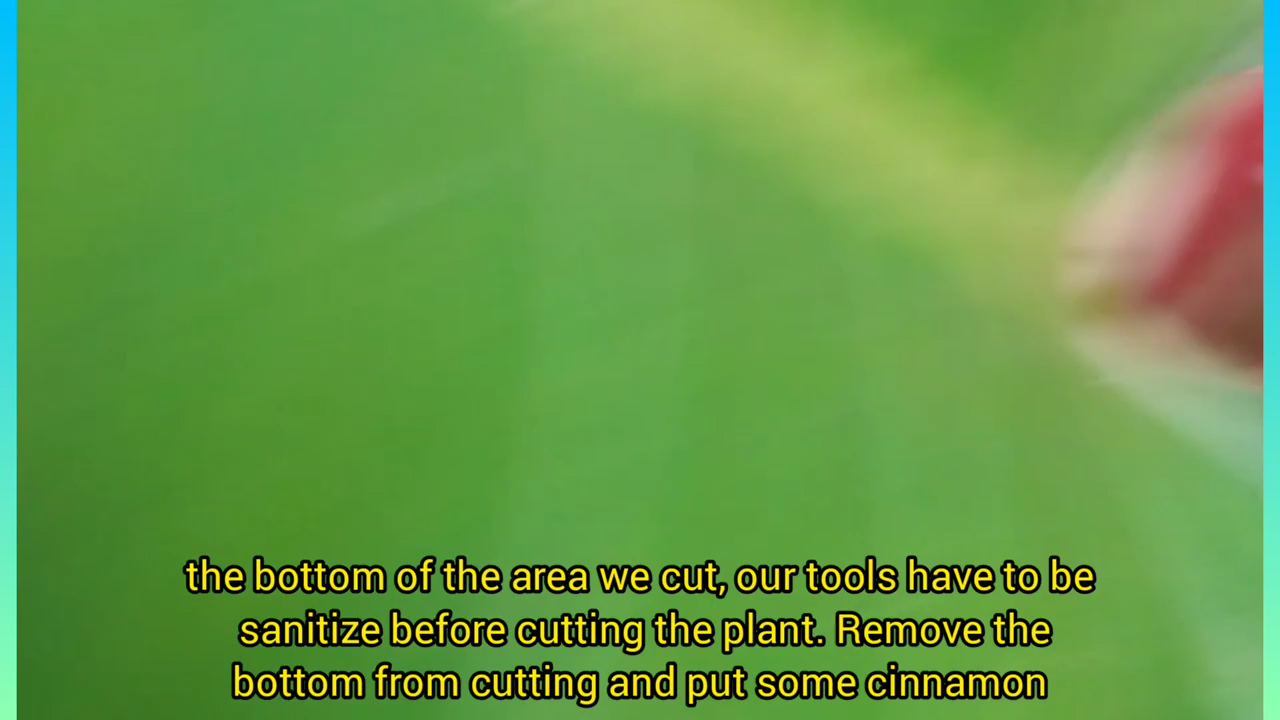 the bottom of the area we cut, our tools have to be
sanitize before cutting the plant. Remove the
bottom from cutting and put some cinnamon